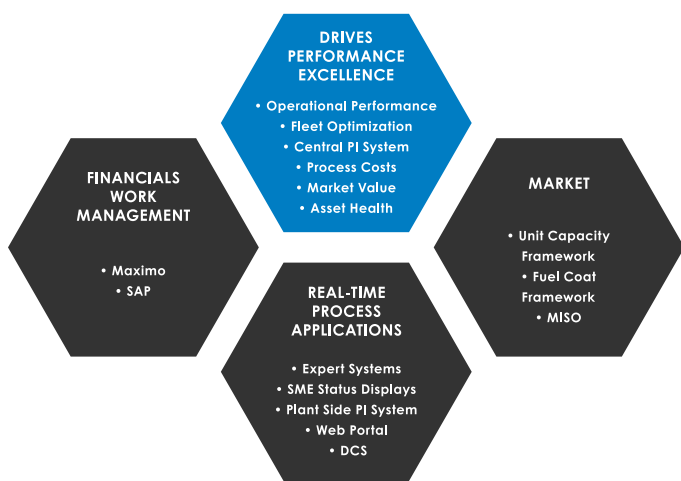 DRIVES
PERFORMANCE
EXCELLENCE
• Operational Performance
• Fleet Optimization
• Central PI System
• Process Costs
• Market Value
• Asset Health
FINANCIALS
WORK
MANAGEMENT
• Maximo
• SAP
MARKET
• Unit Capacity
Framework
• Fuel Coat
Framework
• MISO
REAL-TIME
PROCESS
APPLICATIONS
• Expert Systems
• SME Status Displays
• Plant Side PI System
• Web Portal
• DCS